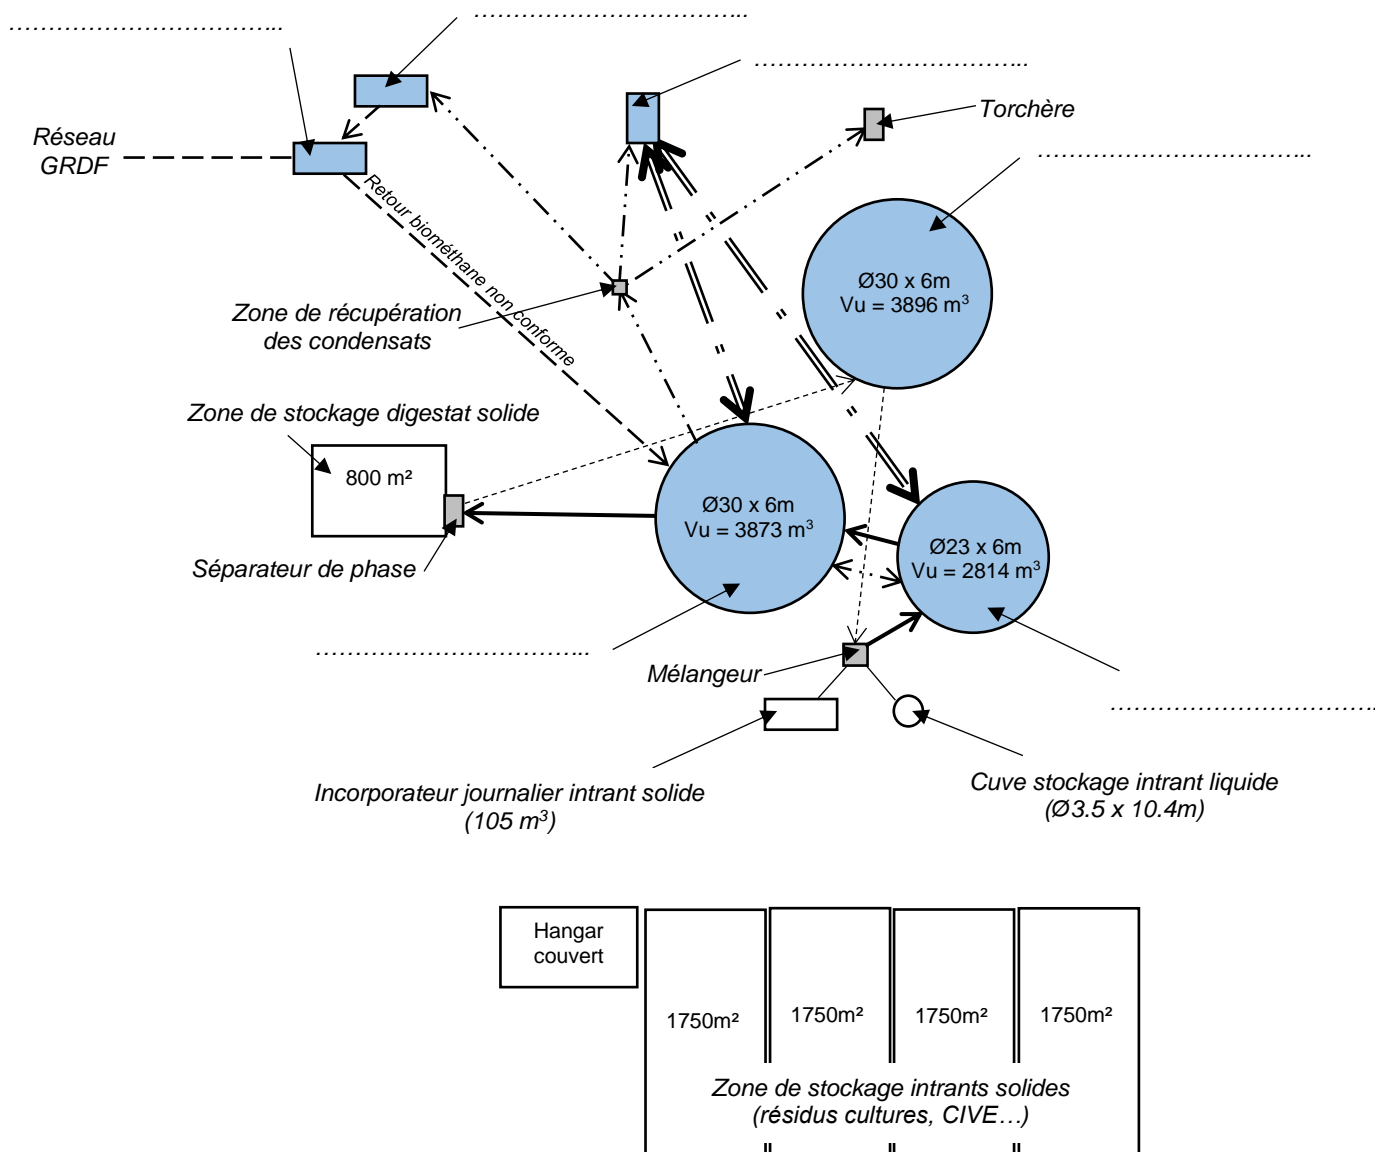 …………………………..
…………………………..
…………………………..
Torchère
Réseau
GRDF
…………………………..
Retour biométhane non conforme
Ø30 x 6m
Vu = 3896 m³
Zone de récupération
des condensats
Zone de stockage digestat solide
800 m²
Ø30 x 6m
Vu = 3873 m³
Ø23 x 6m
Vu = 2814 m³
Séparateur de phase
…………………………..
Mélangeur
…………………………..
Incorporateur journalier intrant solide
(105 m³)
Cuve stockage intrant liquide
(Ø3.5 x 10.4m)
Hangar
couvert
1750m²
1750m²
1750m²
1750m²
Zone de stockage intrants solides
(résidus cultures, CIVE…)